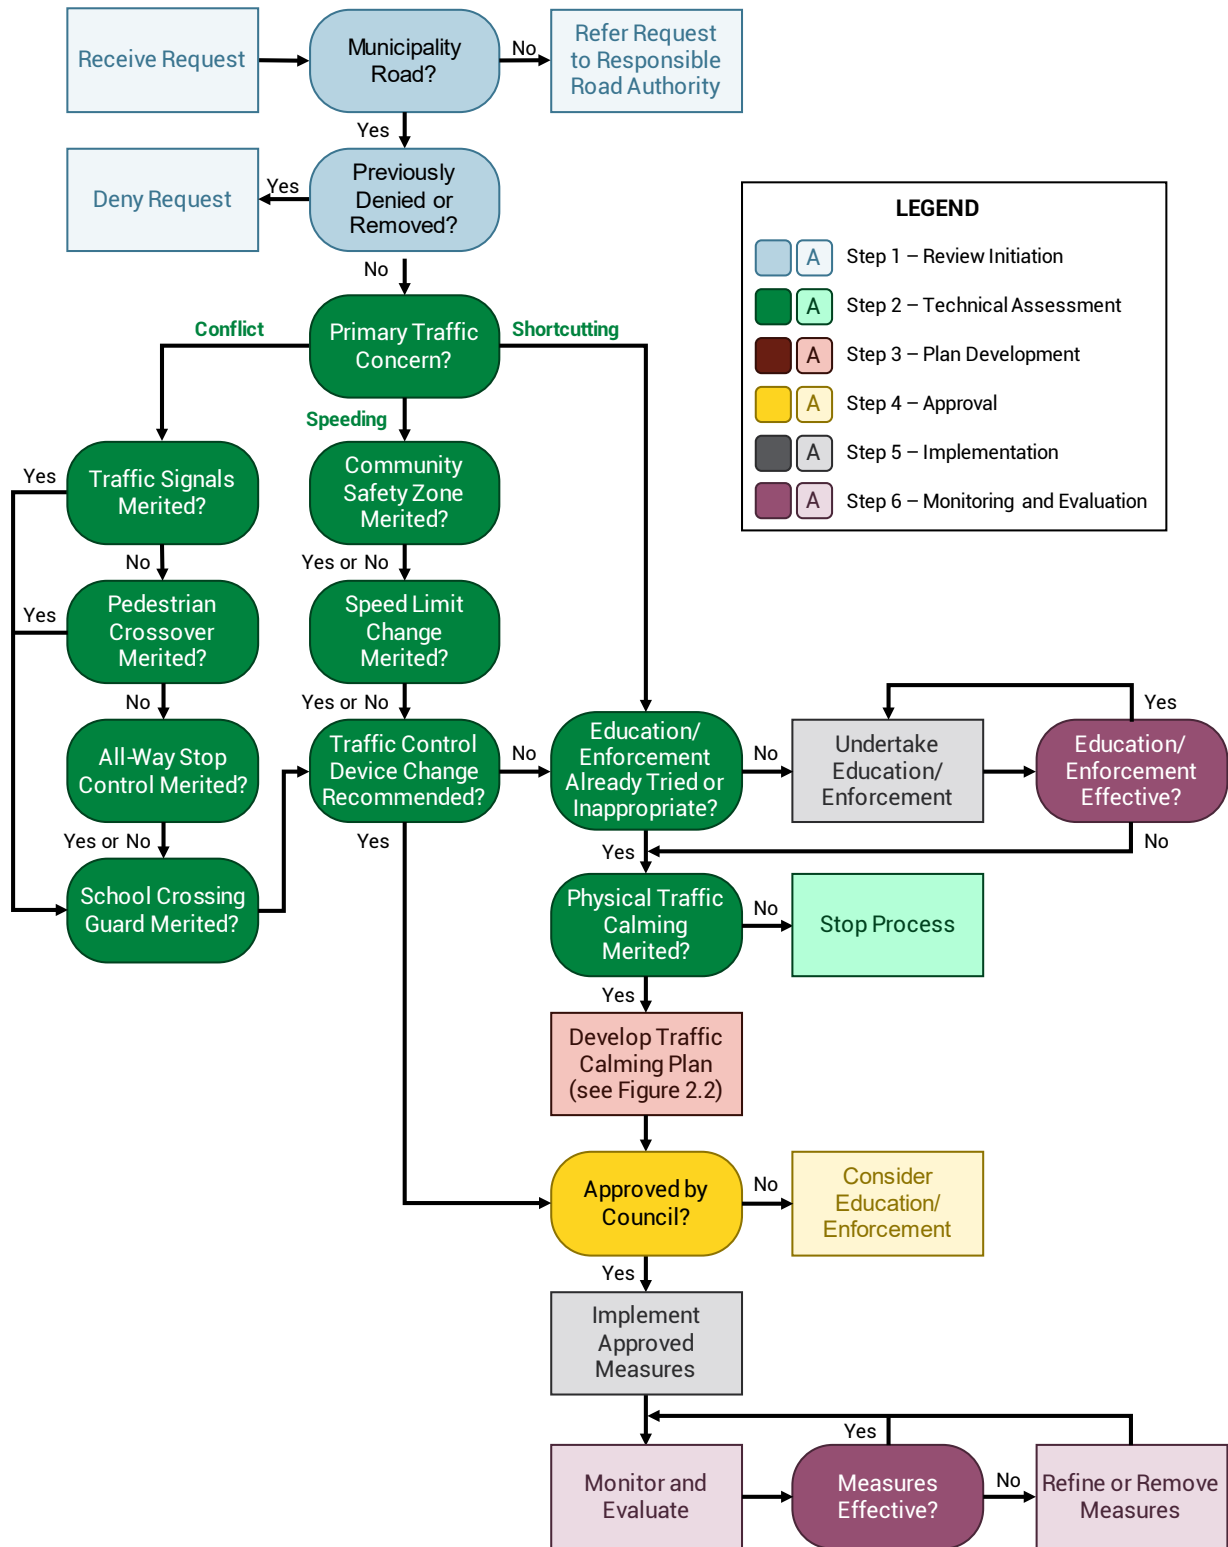 Receive Request
Municipality
Road?
No
Refer Request
to Responsible
Road Authority
Yes
Deny Request
Yes
Previously
Denied or
Removed?
No
LEGEND
A
Step 1 – Review Initiation
A
Step 2 – Technical Assessment
A
Step 3 – Plan Development
A
Step 4 – Approval
A
Step 5 – Implementation
A
Step 6 – Monitoring and Evaluation
Conflict
Primary Traffic
Concern?
Shortcutting
Speeding
Yes
Traffic Signals
Merited?
Community
Safety Zone
Merited?
No
Yes or No
Yes
Pedestrian
Crossover
Merited?
Speed Limit
Change
Merited?
No
Yes or No
All-Way Stop
Control Merited?
Traffic Control
Device Change
Recommended?
No
Education/
Enforcement
Already Tried or
Inappropriate?
No
Undertake
Education/
Enforcement
Yes
Education/
Enforcement
Effective?
Yes or No
Yes
Yes
No
School Crossing
Guard Merited?
Physical Traffic
Calming
Merited?
No
Stop Process
Yes
Develop Traffic
Calming Plan
(see Figure 2.2)
Approved by
Council?
No
Consider
Education/
Enforcement
Yes
Implement
Approved
Measures
Yes
Monitor and
Evaluate
Measures
Effective?
No
Refine or Remove
Measures